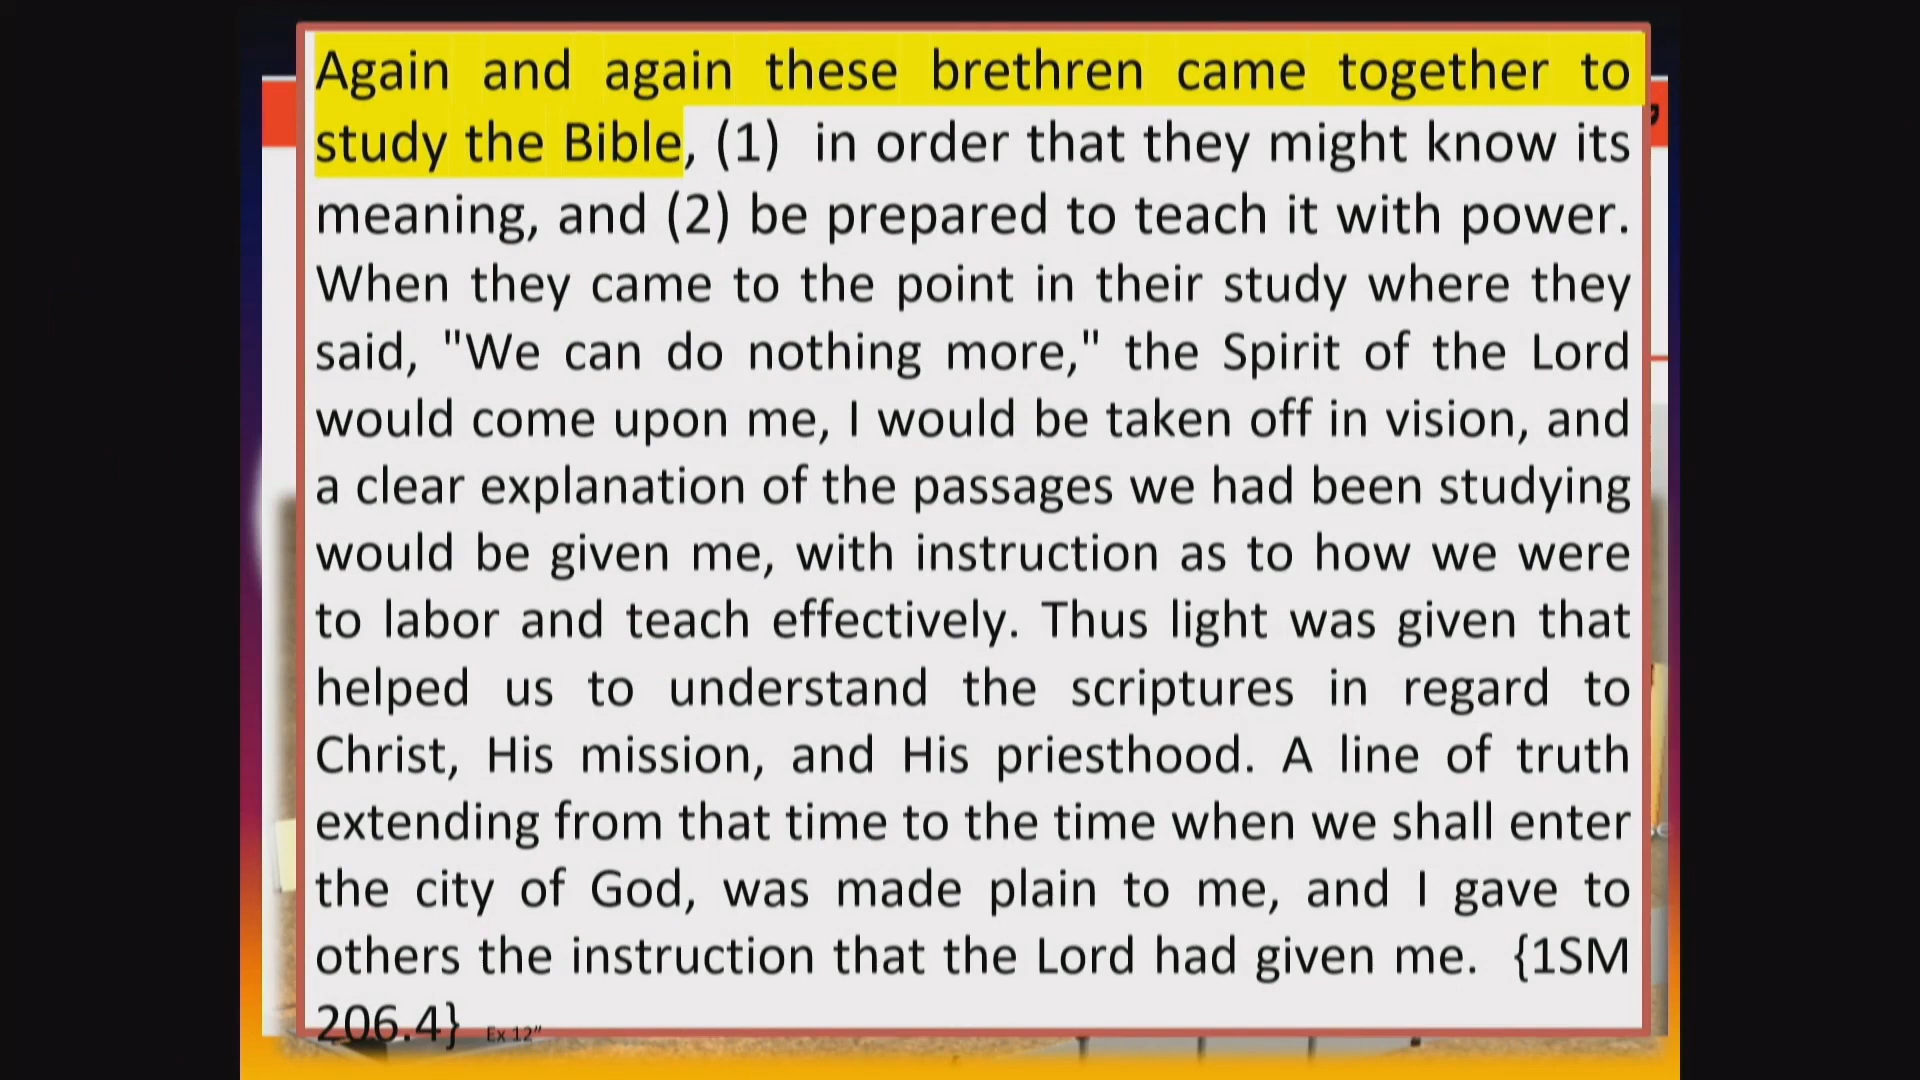 Again and again these brethren came together to
study the Bible, (1) in order that they might know its
meaning, and (2) be prepared to teach it with power.
When they came to the point in their study where they
said, "We can do nothing more," the Spirit of the Lord
would come upon me, I would be taken off in vision, and
a clear explanation of the passages we had been studying
would be given me, with instruction as to how we were
to labor and teach effectively. Thus light was given that
helped us to understand the scriptures in regard to
Christ, His mission, and His priesthood. A line of truth
extending from that time to the time when we shall enter
the city of God, was made plain to me, and I gave to
others the instruction that the Lord had given me. {1SM
206.4} Ex 12”